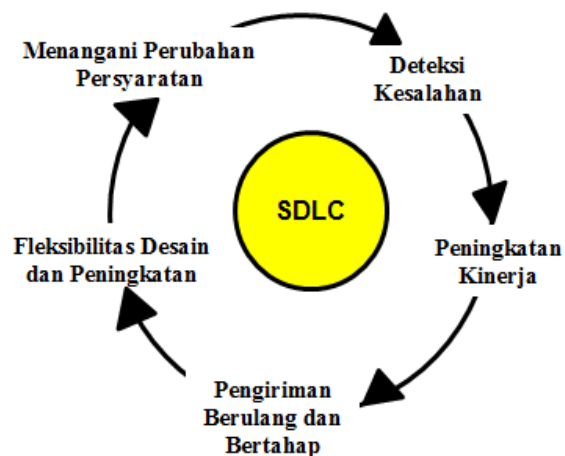 Menangani Perubahan
Persyaratan
Deteksi
Kesalahan
SDLC
Fleksibilitas Desain
dan Peningkatan
Peningkatan
Kinerja
Pengiriman
Berulang dan
Bertahap